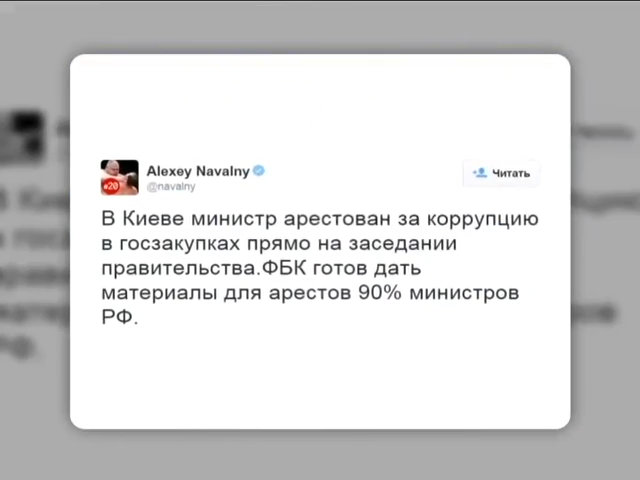 Alexey Navalny
@navalny
Читать
#20
В Киеве министр арестован за коррупцию
в госзакупках прямо на заседании
правительства.ФБК готов дать
материалы для арестов 90% министров
РФ.